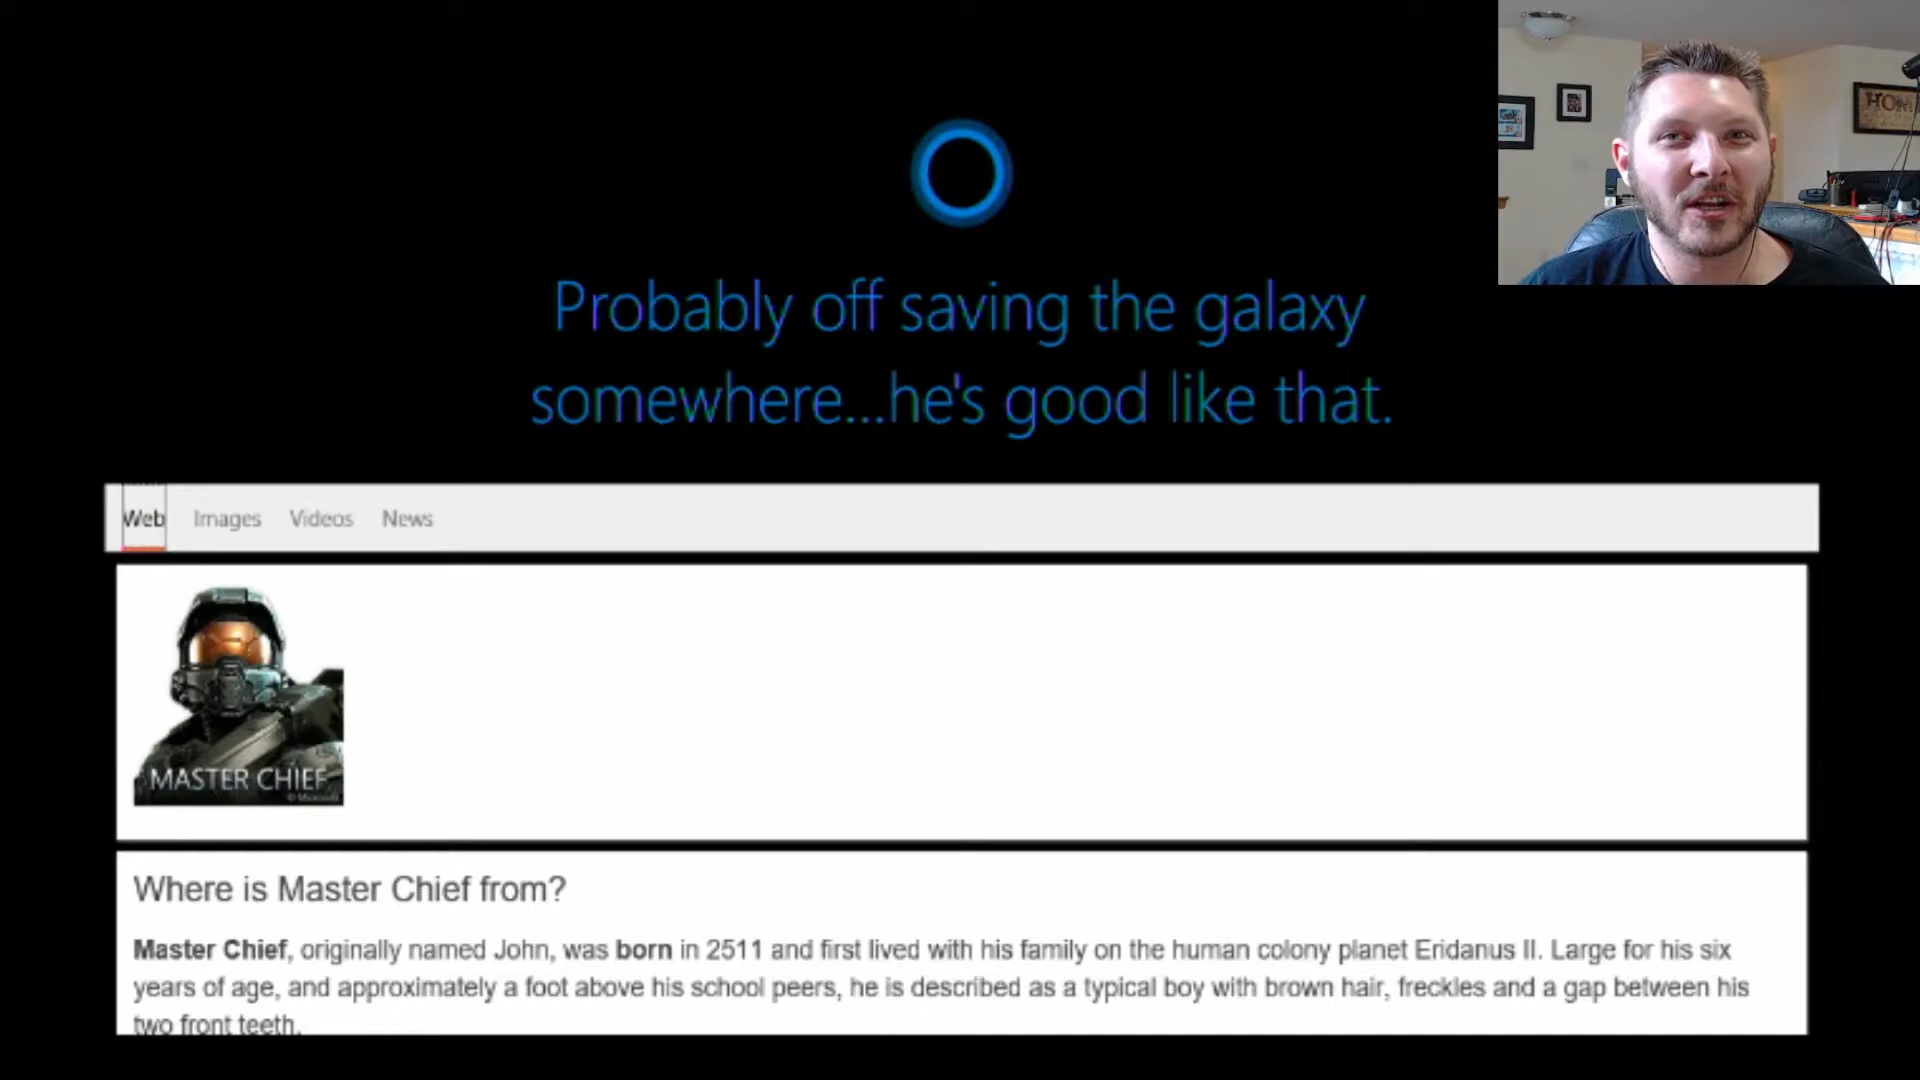 HOM
Probably off saving the galaxy
somewhere...he's good like that.
Web Images Videos News
MASTER CHIEF
© Microsoft
Where is Master Chief from?
Master Chief, originally named John, was born in 2511 and first lived with his family on the human colony planet Eridanus II. Large for his six
years of age, and approximately a foot above his school peers, he is described as a typical boy with brown hair, freckles and a gap between his
two front teeth.